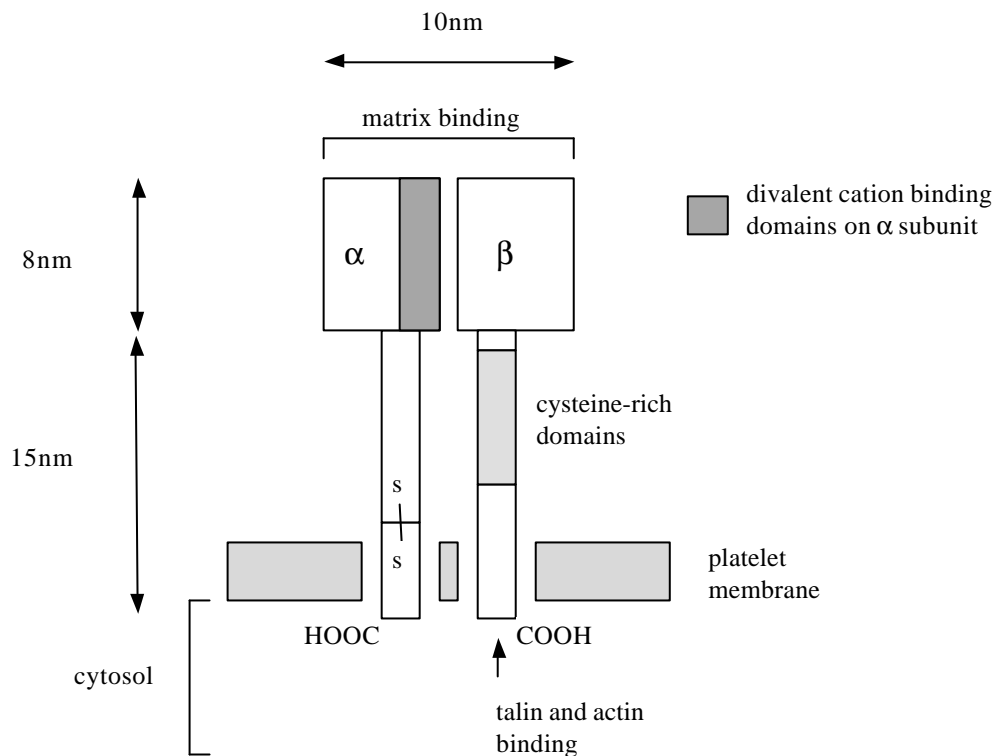 10nm
matrix binding
divalent cation binding
domains on α subunit
α
β
8nm
cysteine-rich
domains
15nm
s
s
platelet
membrane
HOOC
COOH
cytosol
talin and actin
binding